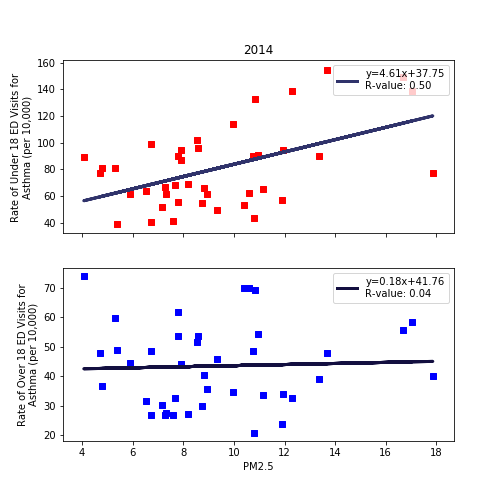 2014
Rate of Under 18 ED Visits for
Asthma (per 10,000)
160
140
120
100
80
60
40
y=4.61x+37.75
R-value: 0.50
Rate of Over 18 ED Visits for
Asthma (per 10,000)
70
60
50
40
30
20
y=0.18x+41.76
R-value: 0.04
4 6 8 10 12 14 16 18
PM2.5